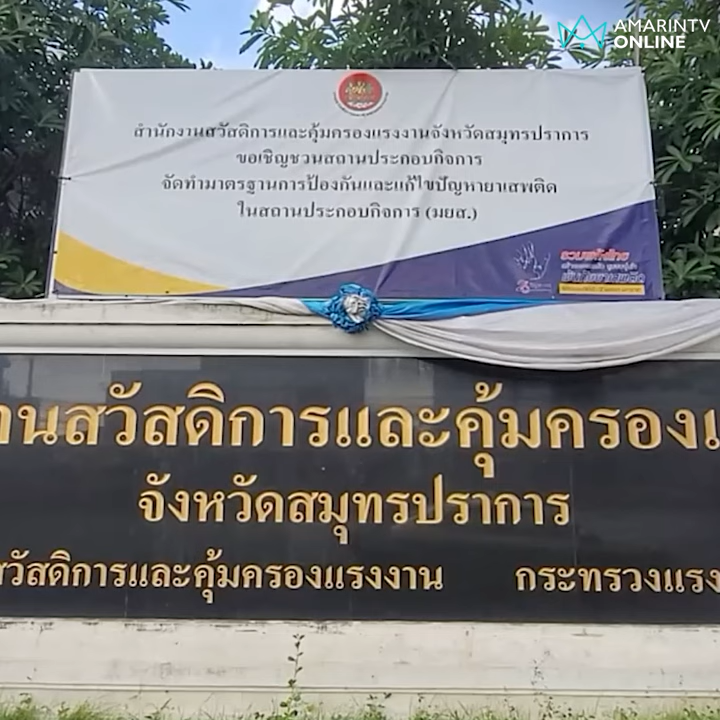 AMARINTV
ONLINE
สำนักงานสวัสดิการและคุ้มครองแรงงานจังหวัดสมุทรปราการ
ขอเชิญชวนสถานประกอบกิจการ
จัดทำมาตรฐานการป้องกันและแก้ไขปัญหายาเสพติด
ในสถานประกอบกิจการ (มยส.)
รวมพลังไทย
านสวัสดิการและคุ้มครอง
จังหวัดสมุทรปราการ
สวัสดิการและคุ้มครองแรงงาน กระทรวงแรง